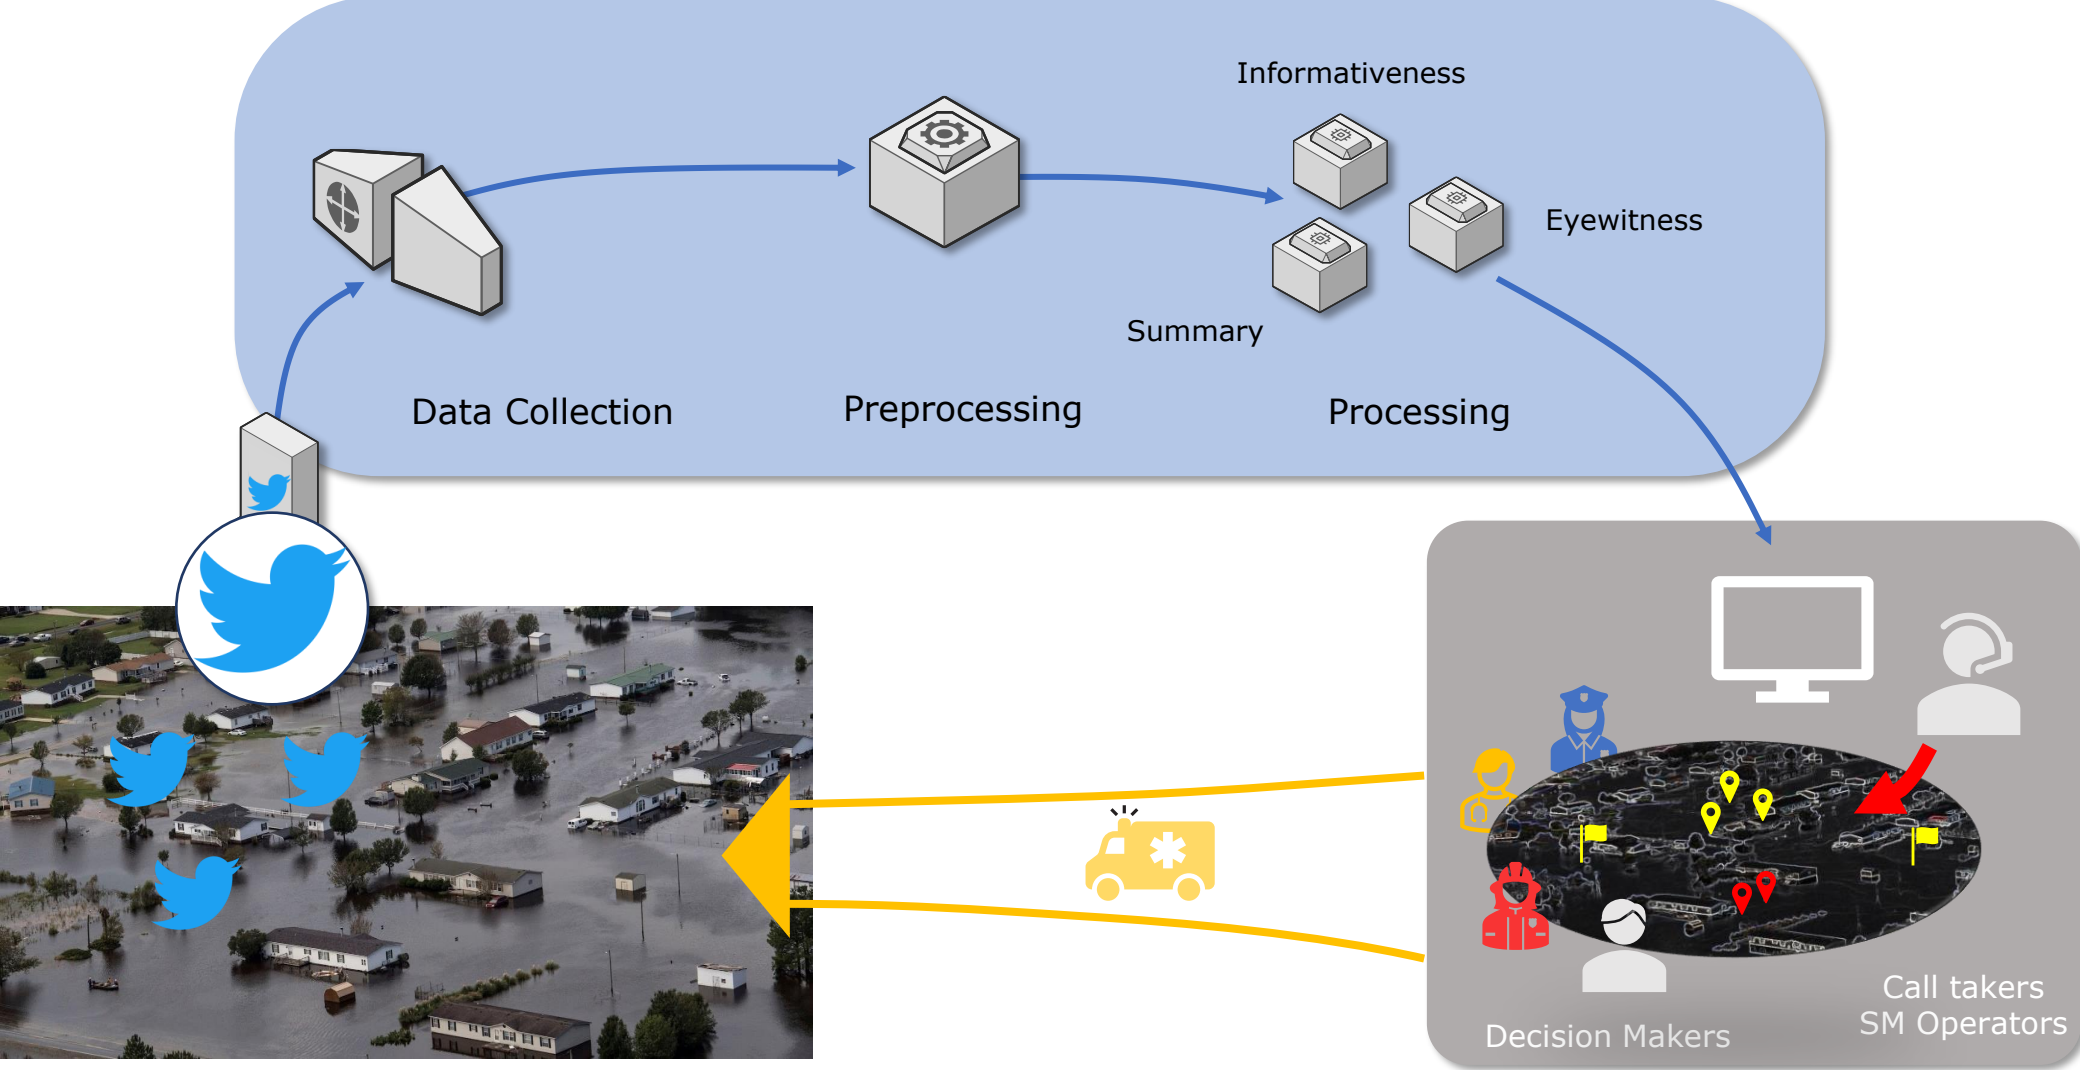 Informativeness
Eyewitness
Summary
Data Collection
Preprocessing
Processing
Call takers
SM Operators
Decision Makers